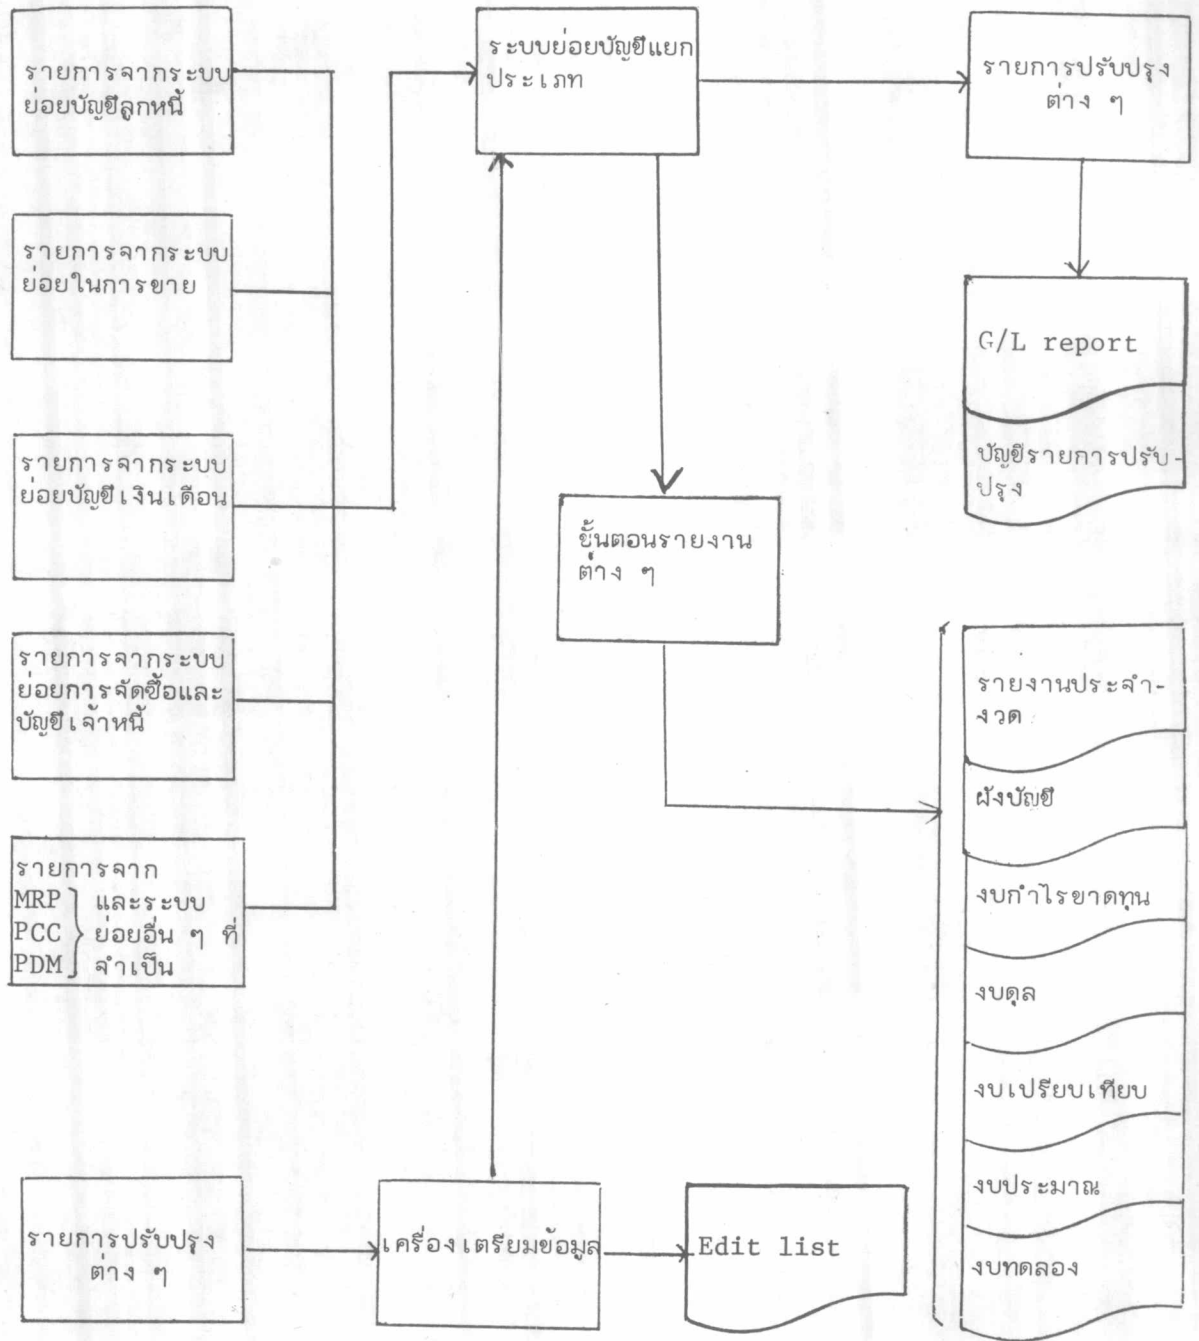 รายการจากระบบ
ย่อยบัญชีลูกหนี้
รายการจากระบบ
ย่อยในการขาย
รายการจากระบบ
ย่อยบัญชีเงินเดือน
รายการจากระบบ
ย่อยการจัดซื้อและ
บัญชีเจ้าหนี้
รายการจาก
MRP และระบบ
PCC ย่อยอื่น ๆ ที่
PDM จำเป็น
รายการปรับปรุง
ต่าง ๆ
เครื่องเตรียมข้อมูล
Edit list
ระบบย่อยบัญชีแยก
ประเภท
ขั้นตอนรายงาน
ต่าง ๆ
รายการปรับปรุง
ต่าง ๆ
G/L report
บัญชีรายการปรับ-
ปรุง
รายงานประจำ-
งวด
ผังบัญชี
งบกำไรขาดทุน
งบดุล
งบเปรียบเทียบ
งบประมาณ
งบทดลอง